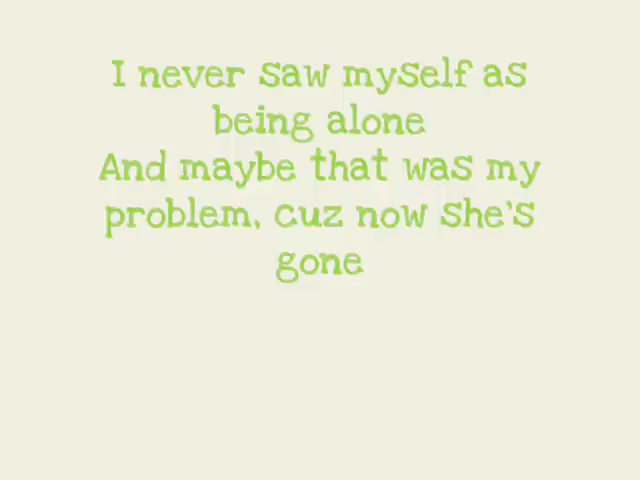 I never saw myself as
being alone
And maybe that was my
problem, cuz now she's
gone